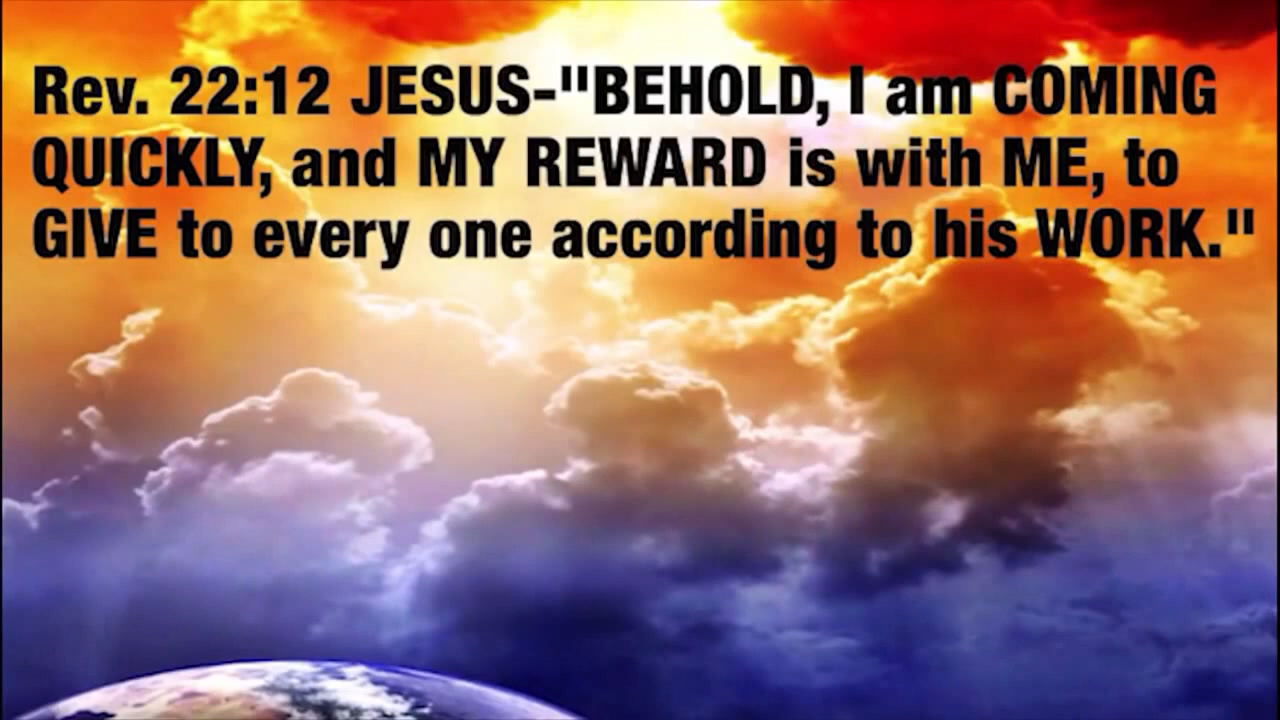 Rev. 22:12 JESUS-"BEHOLD, I am COMING
QUICKLY, and MY REWARD is with ME, to
GIVE to every one according to his WORK."